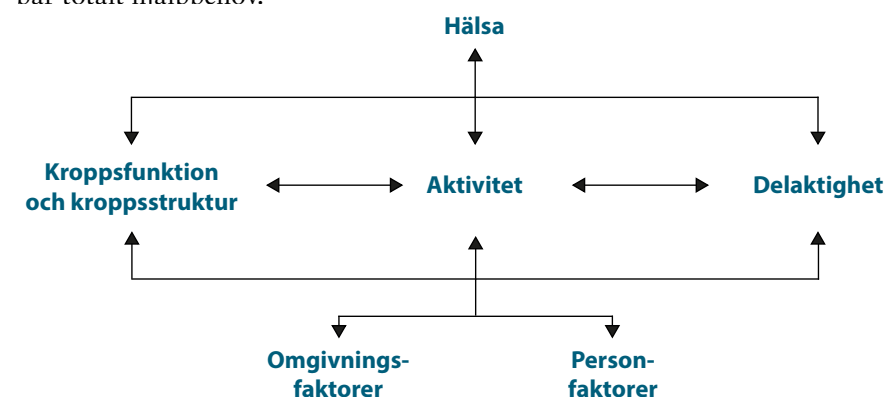 Hälsa
Kroppsfunktion
och kroppsstruktur
Aktivitet
Delaktighet
Omgivnings-
faktorer
Person-
faktorer